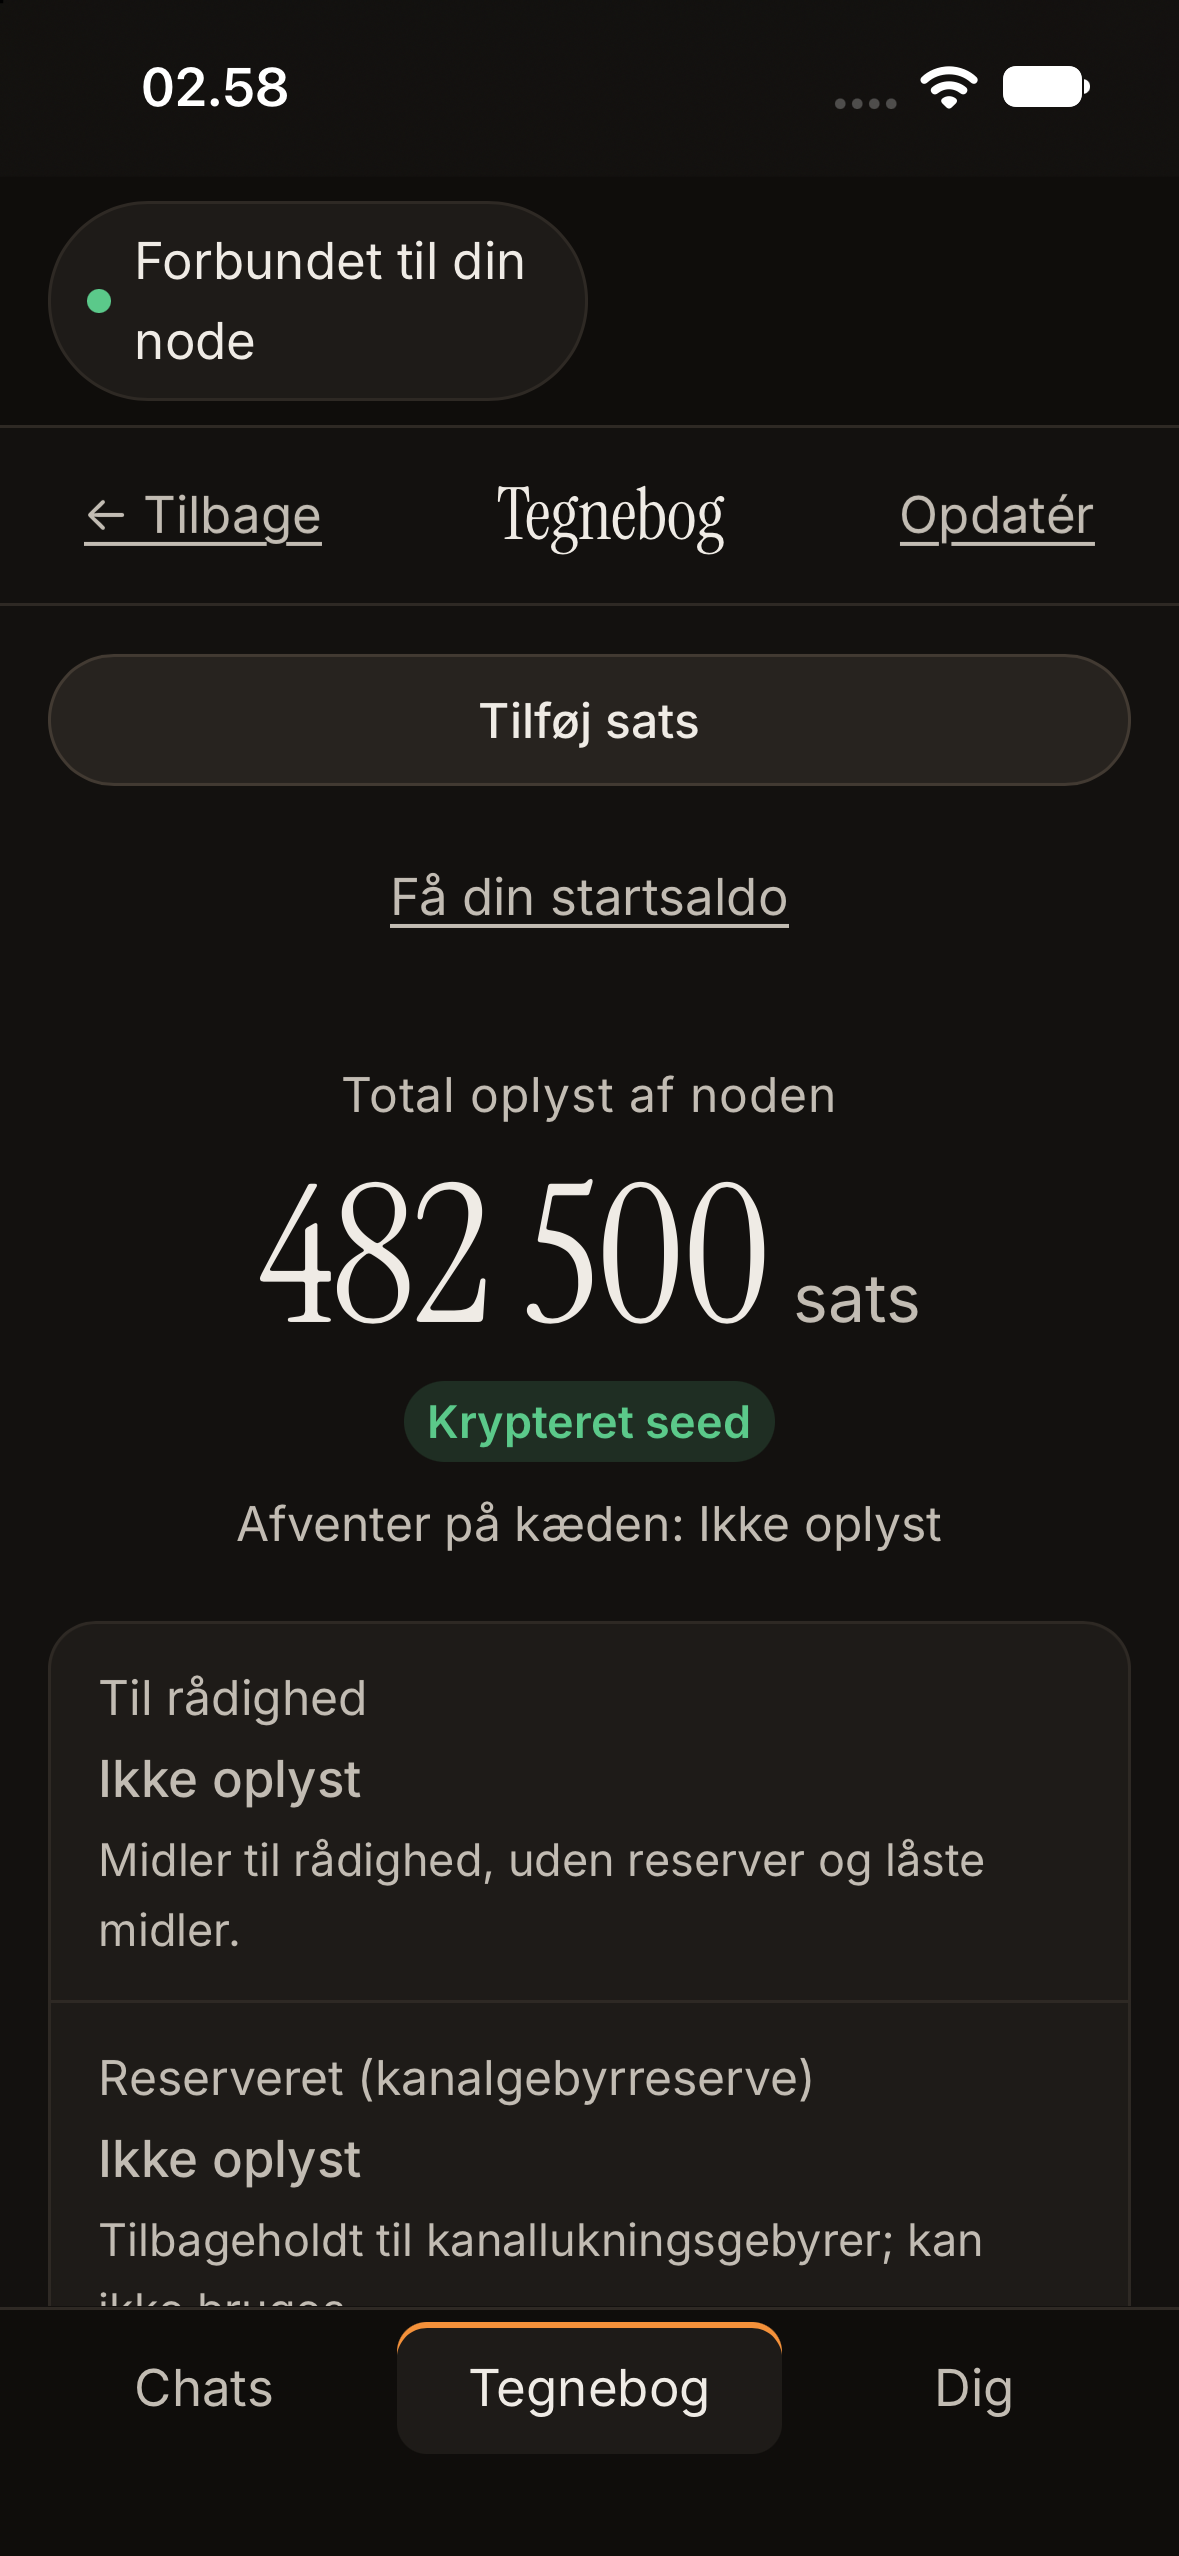 02.58
Forbundet til din
node
← Tilbage
Tegnebog
Opdatér
Tilføj sats
Få din startsaldo
Total oplyst af noden
482 500 sats
Krypteret seed
Afventer på kæden: Ikke oplyst
Til rådighed
Ikke oplyst
Midler til rådighed, uden reserver og låste
midler.
Reserveret (kanalgebyrreserve)
Ikke oplyst
Tilbageholdt til kanallukningsgebyrer; kan
ikke bruges
Chats
Tegnebog
Dig